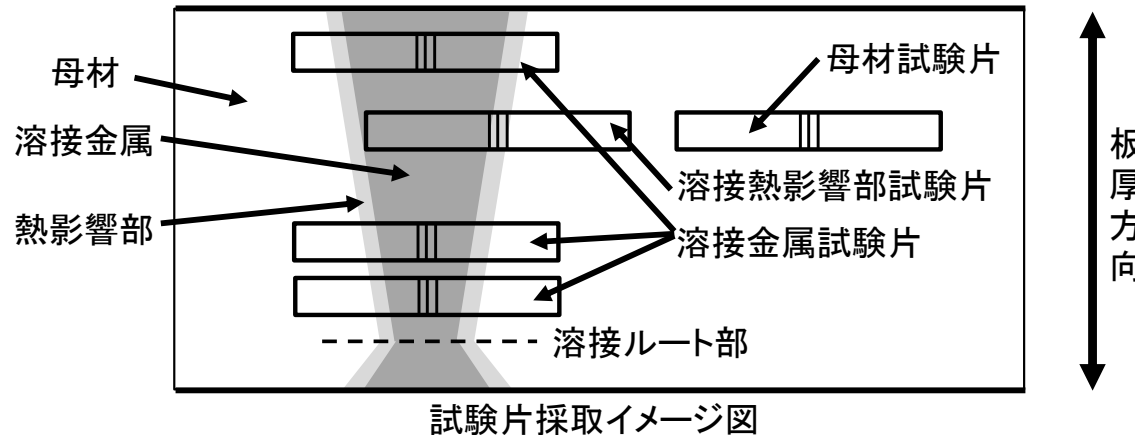 母材
溶接金属
熱影響部
母材試験片
溶接熱影響部試験片
溶接金属試験片
溶接ルート部
板厚方向
試験片採取イメージ図